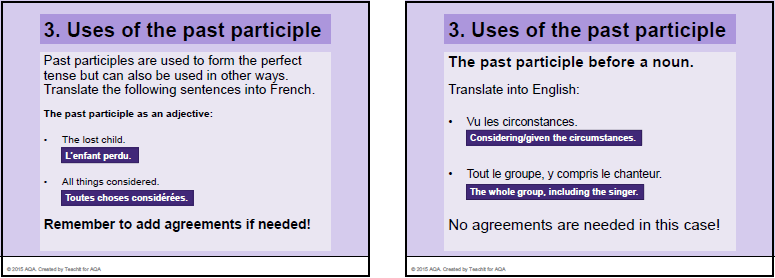 3. Uses of the past participle
Past participles are used to form the perfect
tense but can also be used in other ways.
Translate the following sentences into French.
The past participle as an adjective:
• The lost child.
L'enfant perdu.
• All things considered.
Toutes choses considérées.
Remember to add agreements if needed!
© 2015 AQA. Created by Teachit for AQA
3. Uses of the past participle
The past participle before a noun.
Translate into English:
• Vu les circonstances.
Considering/given the circumstances.
• Tout le groupe, y compris le chanteur.
The whole group, including the singer.
No agreements are needed in this case!
© 2015 AQA. Created by Teachit for AQA